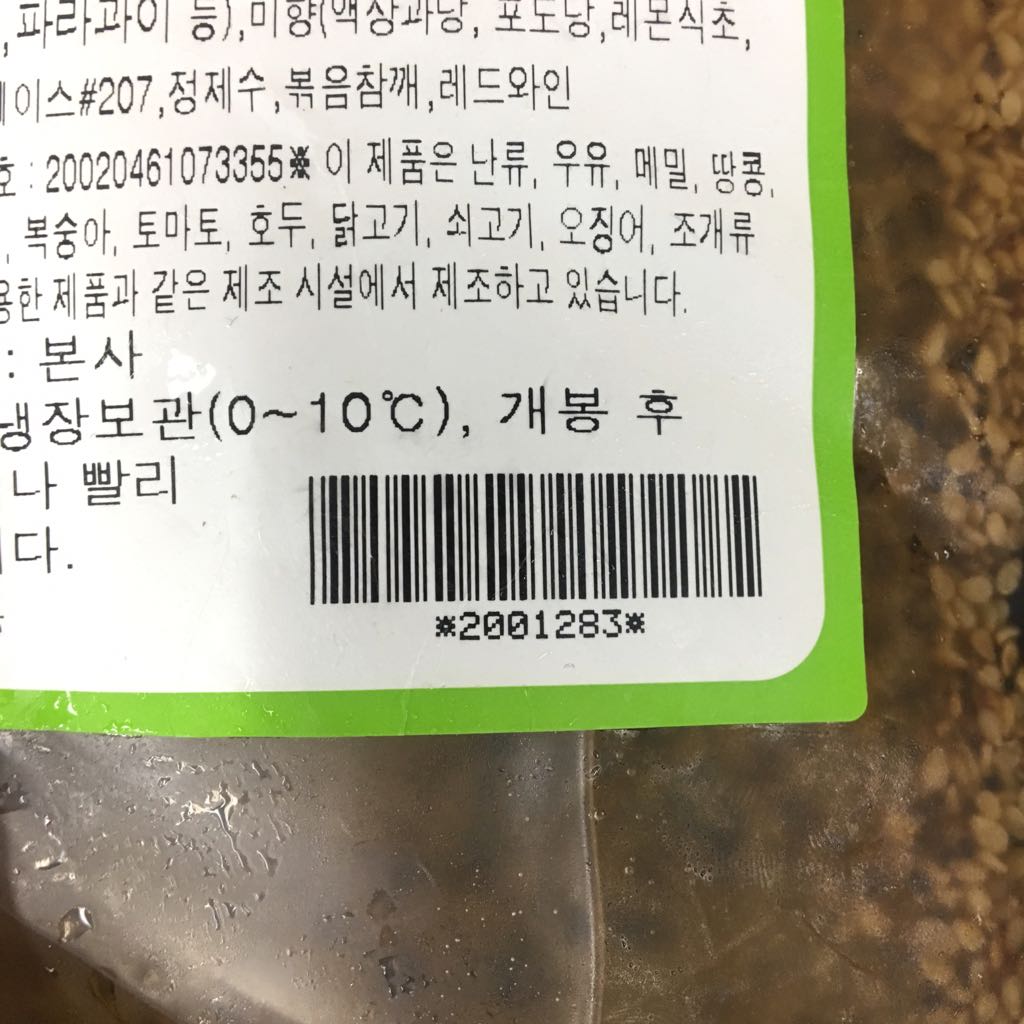 ,파라과이 등),미향(액상과당, 포도당,레몬식초,
이스#207,정제수,볶음참깨,레드와인
호 : 20020461073355※ 이 제품은 난류, 우유, 메밀, 땅콩,
, 복숭아, 토마토, 호두, 닭고기, 쇠고기, 오징어, 조개류
용한 제품과 같은 제조 시설에서 제조하고 있습니다.
: 본사
냉장보관(0~10℃), 개봉 후
나 빨리
다.
※2001283※